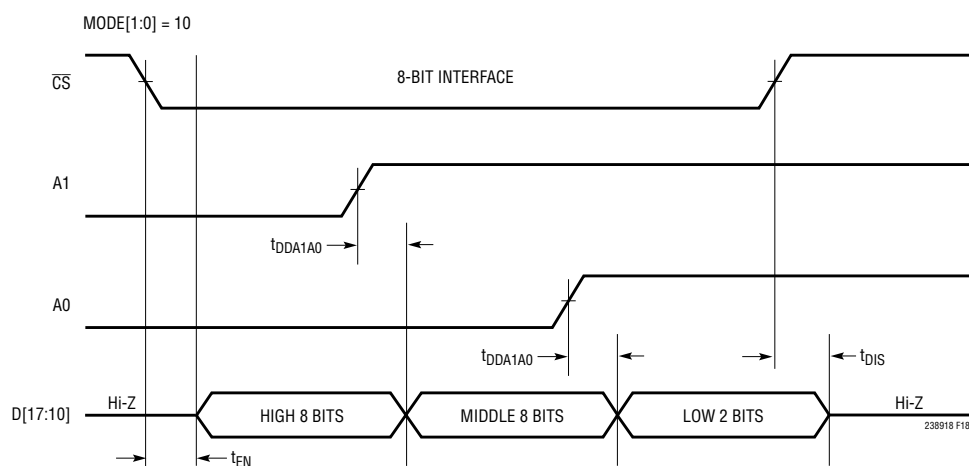 MODE[1:0] = 10
CS
8-BIT INTERFACE
A1
tDDA1A0
A0
tDDA1A0
tDIS
D[17:10]
Hi-Z
HIGH 8 BITS
MIDDLE 8 BITS
LOW 2 BITS
Hi-Z
238918 F18
tEN